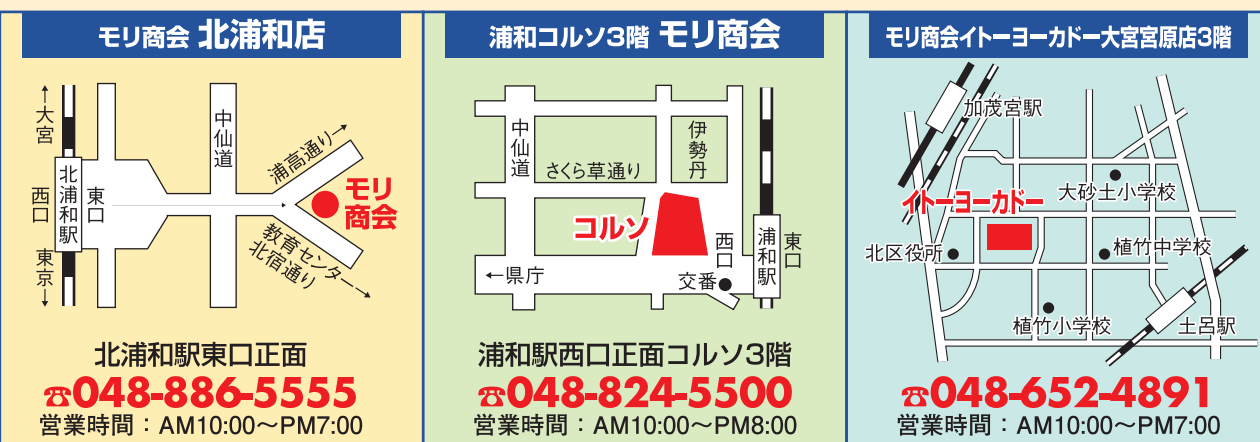 モリ商会 北浦和店
←大宮
北浦和駅
西口
東口
東京→
中仙道
浦高通り→
モリ
商会
教育センター→
北宿通り
北浦和駅東口正面
☎048-886-5555
営業時間：AM10:00〜PM7:00
浦和コルソ3階 モリ商会
中仙道
さくら草通り
伊勢丹
コルソ
西口
浦和駅
東口
←県庁
交番
浦和駅西口正面コルソ3階
☎048-824-5500
営業時間：AM10:00〜PM8:00
モリ商会イトーヨーカドー大宮宮原店3階
加茂宮駅
大砂土小学校
イトーヨーカドー
北区役所
植竹中学校
植竹小学校
土呂駅
☎048-652-4891
営業時間：AM10:00〜PM7:00